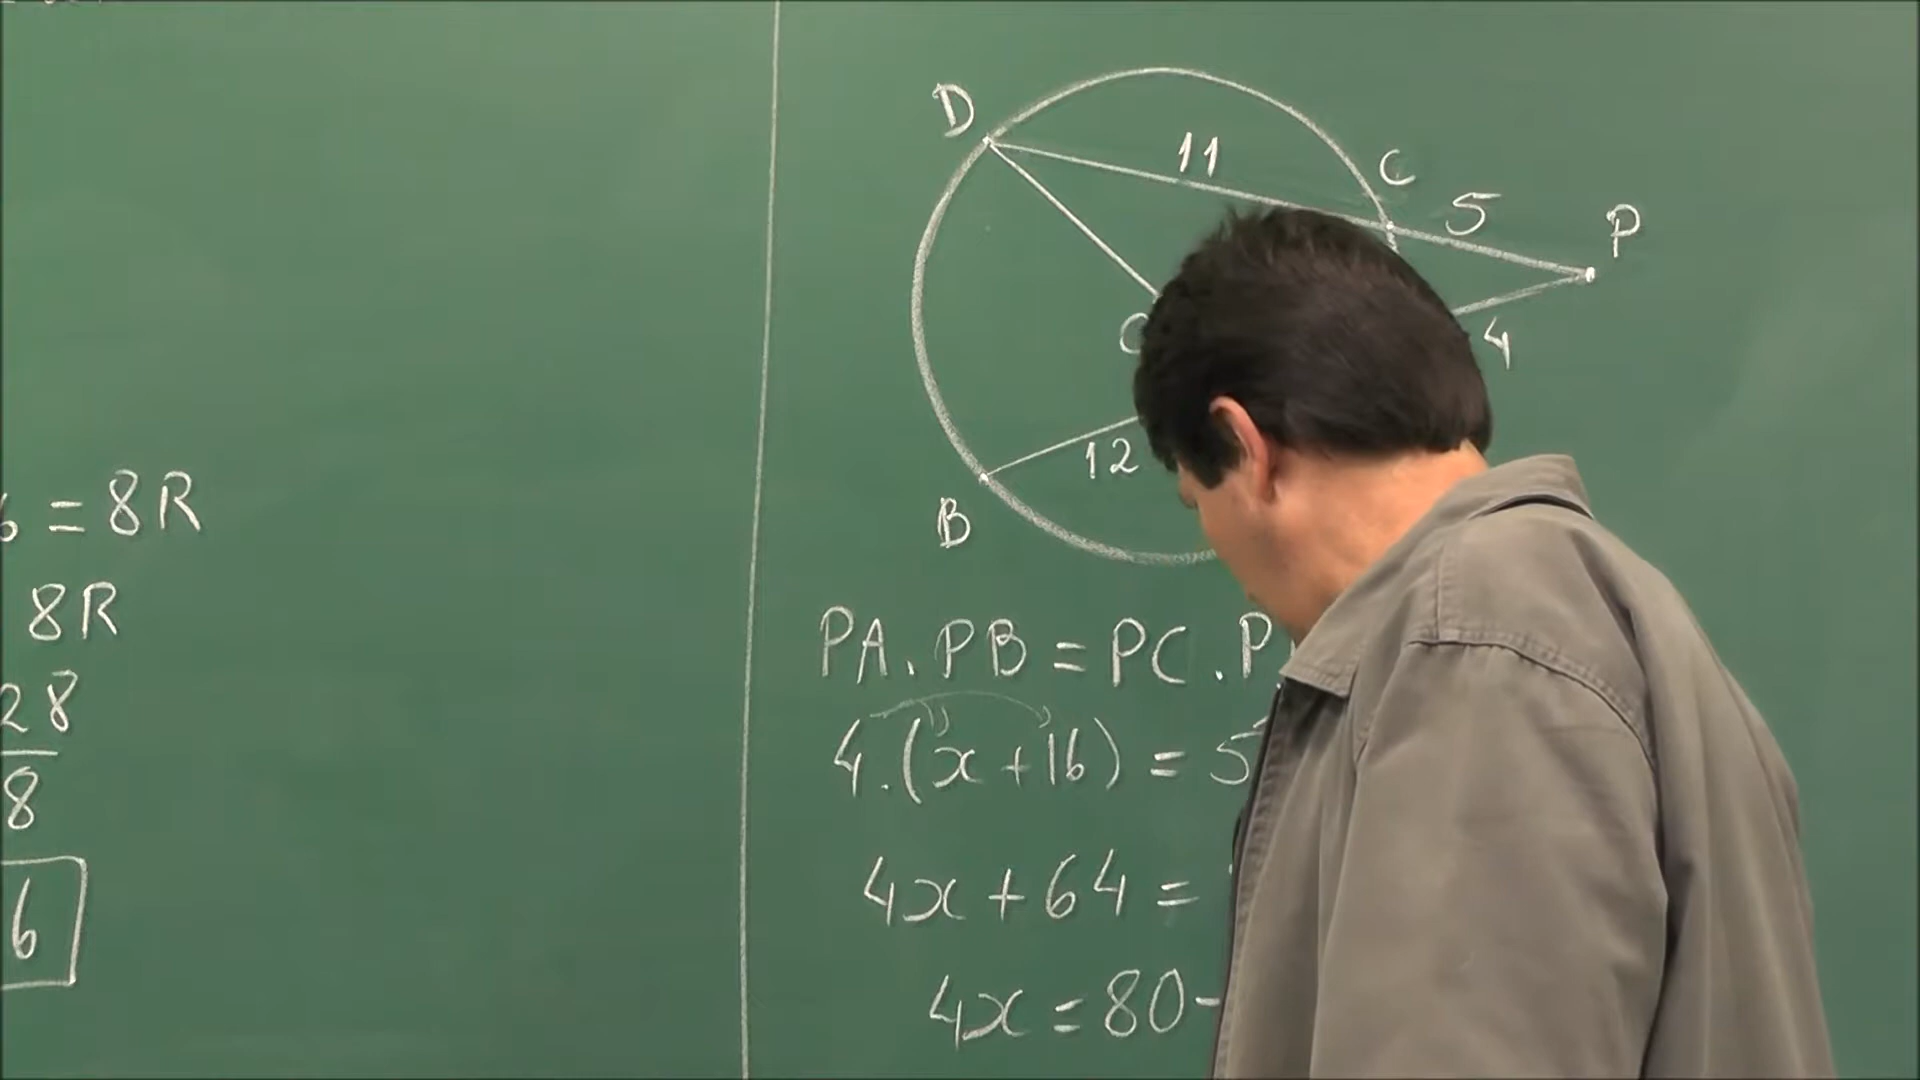 = 8R
8R
28
8
6
D
11
C
5
P
4
12
B
PA . PB = PC . P
4 . (x + 16) = 5
4x + 64 =
4x = 80 -